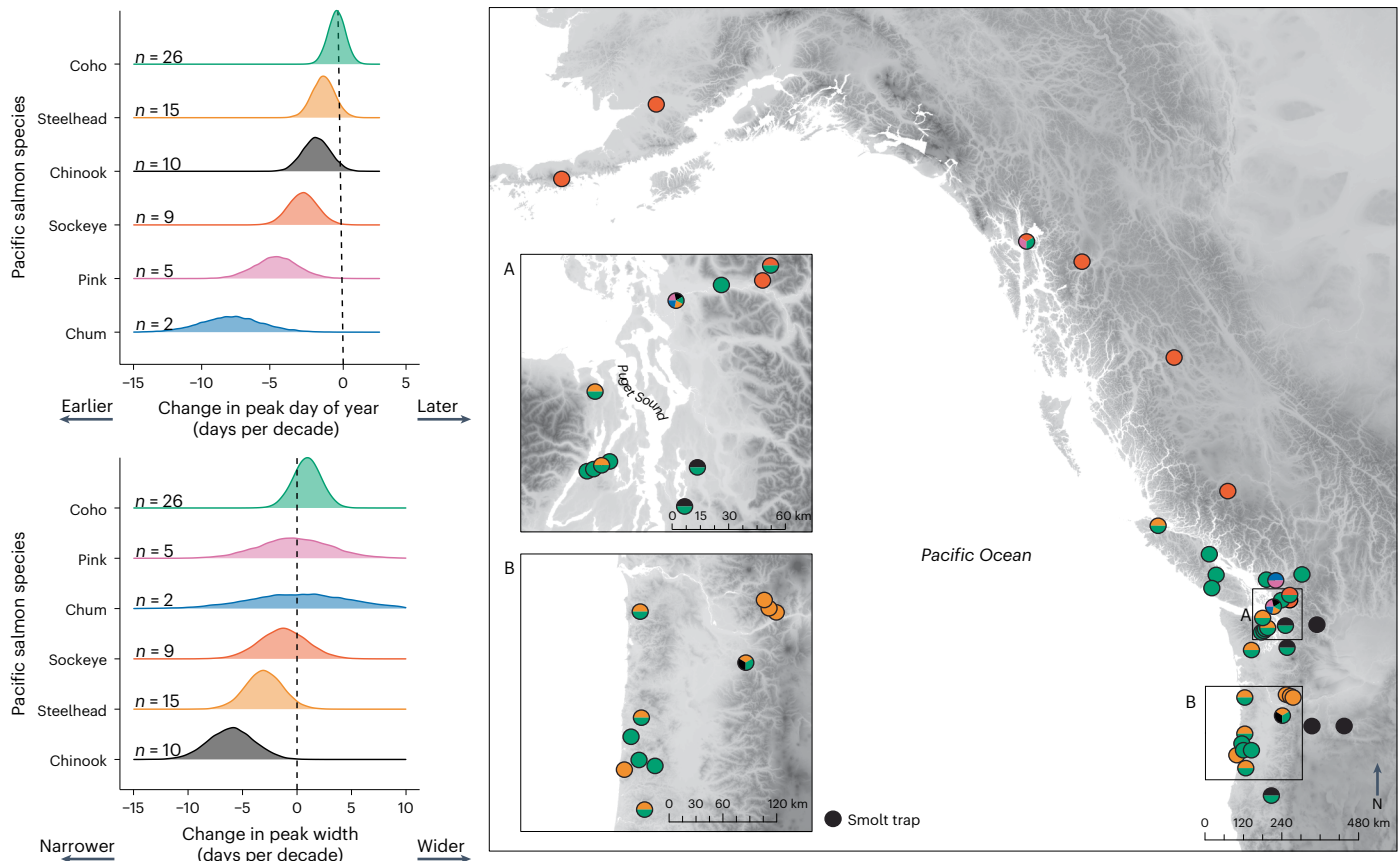 Pacific salmon species
Coho
n = 26
Steelhead
n = 15
Chinook
n = 10
Sockeye
n = 9
Pink
n = 5
Chum
n = 2
−15 −10 −5 0 5
Earlier
Change in peak day of year
(days per decade)
Later
Pacific salmon species
Coho
n = 26
Pink
n = 5
Chum
n = 2
Sockeye
n = 9
Steelhead
n = 15
Chinook
n = 10
−15 −10 −5 0 5 10
Narrower
Change in peak width
(days per decade)
Wider
A
Puget Sound
0 15 30 60 km
B
0 30 60 120 km
Smolt trap
Pacific Ocean
A
B
N
0 120 240 480 km